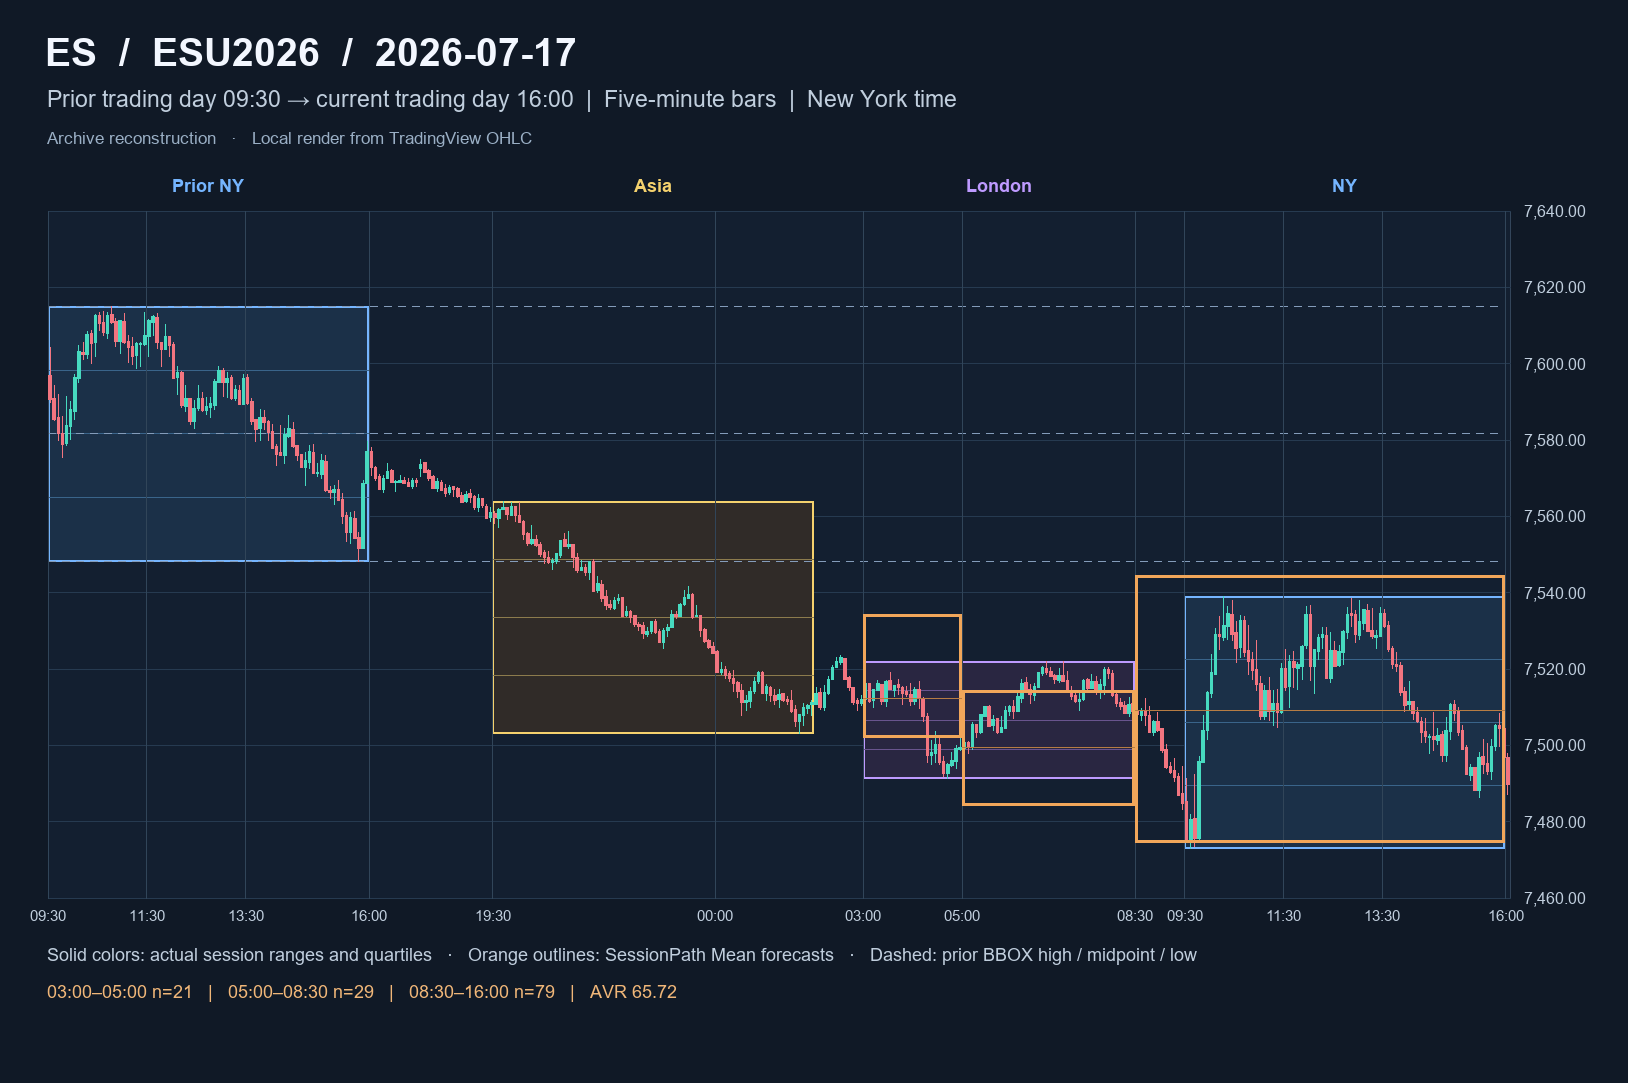 ES / ESU2026 / 2026-07-17
Prior trading day 09:30 → current trading day 16:00 | Five-minute bars | New York time
Archive reconstruction · Local render from TradingView OHLC
Prior NY Asia London NY
7,640.00
7,620.00
7,600.00
7,580.00
7,560.00
7,540.00
7,520.00
7,500.00
7,480.00
7,460.00
09:30 11:30 13:30 16:00 19:30 00:00 03:00 05:00 08:30 09:30 11:30 13:30 16:00
Solid colors: actual session ranges and quartiles · Orange outlines: SessionPath Mean forecasts · Dashed: prior BBOX high / midpoint / low
03:00–05:00 n=21 | 05:00–08:30 n=29 | 08:30–16:00 n=79 | AVR 65.72